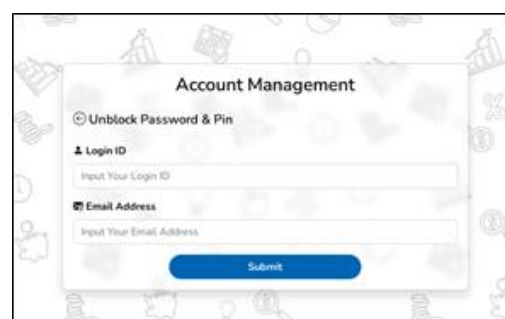 Account Management
Unblock Password & Pin
Login ID
Input Your Login ID
Email Address
Input Your Email Address
Submit